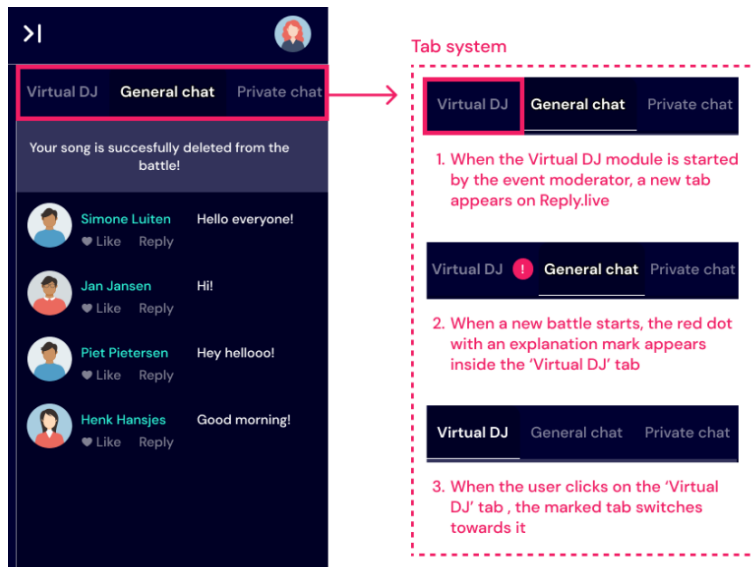 Virtual DJ General chat Private chat
Your song is succesfully deleted from the
battle!
Simone Luiten Hello everyone!
Like Reply
Jan Jansen Hi!
Like Reply
Piet Pietersen Hey hellooo!
Like Reply
Henk Hansjes Good morning!
Like Reply
Tab system
Virtual DJ General chat Private chat
1. When the Virtual DJ module is started
by the event moderator, a new tab
appears on Reply.live
Virtual DJ ! General chat Private chat
2. When a new battle starts, the red dot
with an explanation mark appears
inside the ‘Virtual DJ’ tab
Virtual DJ General chat Private chat
3. When the user clicks on the ‘Virtual
DJ’ tab , the marked tab switches
towards it